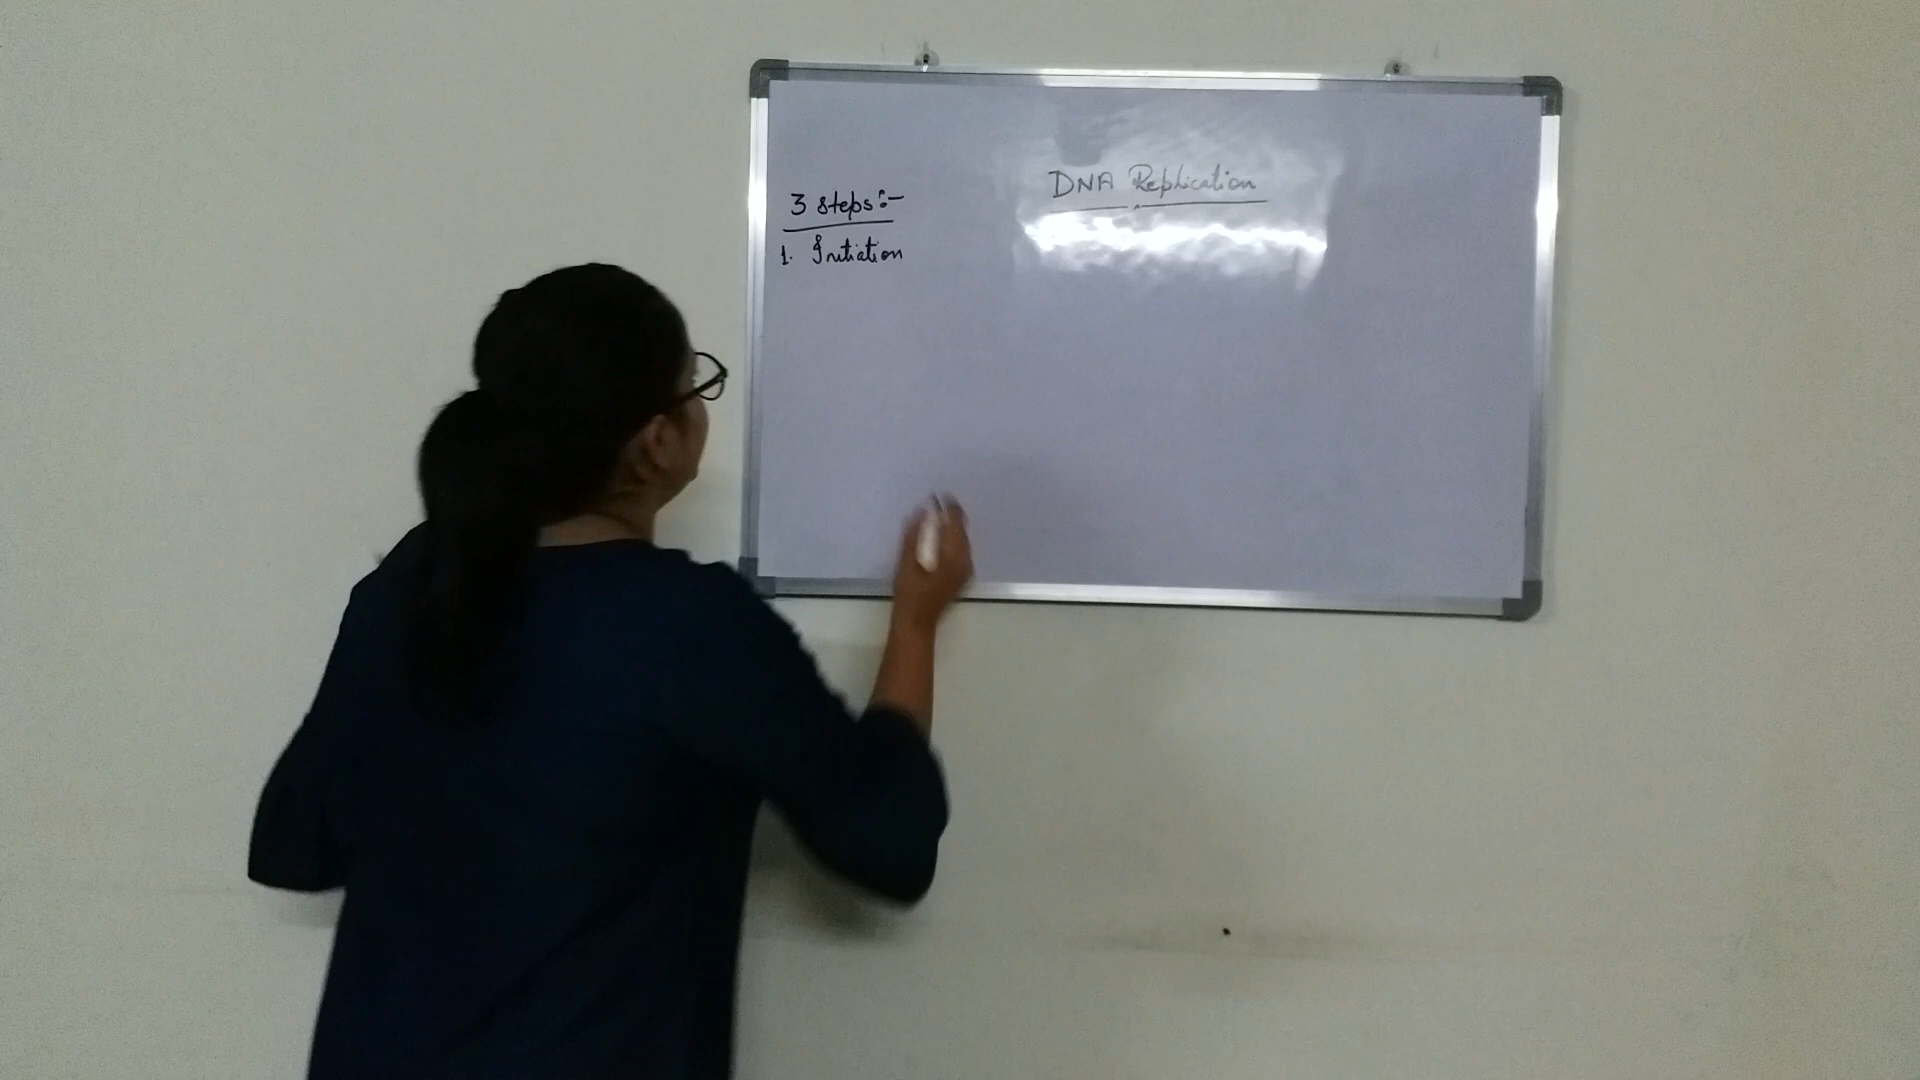 DNA Replication
3 steps:-
1. Initiation